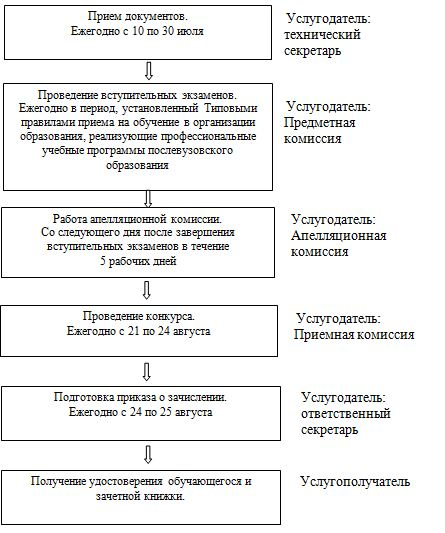 Прием документов.
Ежегодно с 10 по 30 июля
Услугодатель:
технический
секретарь
Проведение вступительных экзаменов.
Ежегодно в период, установленный Типовыми
правилами приема на обучение в организации
образования, реализующие профессиональные
учебные программы послевузовского
образования
Услугодатель:
Предметная
комиссия
Работа апелляционной комиссии.
Со следующего дня после завершения
вступительных экзаменов в течение
5 рабочих дней
Услугодатель:
Апелляционная
комиссия
Проведение конкурса.
Ежегодно с 21 по 24 августа
Услугодатель:
Приемная комиссия
Подготовка приказа о зачислении.
Ежегодно с 24 по 25 августа
Услугодатель:
ответственный
секретарь
Получение удостоверения обучающегося и
зачетной книжки.
Услугополучатель